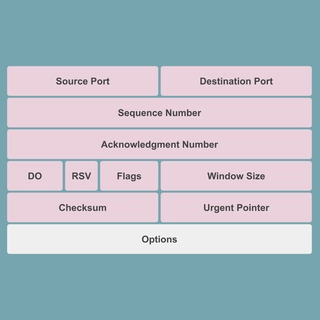 Source Port Destination Port
Sequence Number
Acknowledgment Number
DO RSV Flags Window Size
Checksum Urgent Pointer
Options